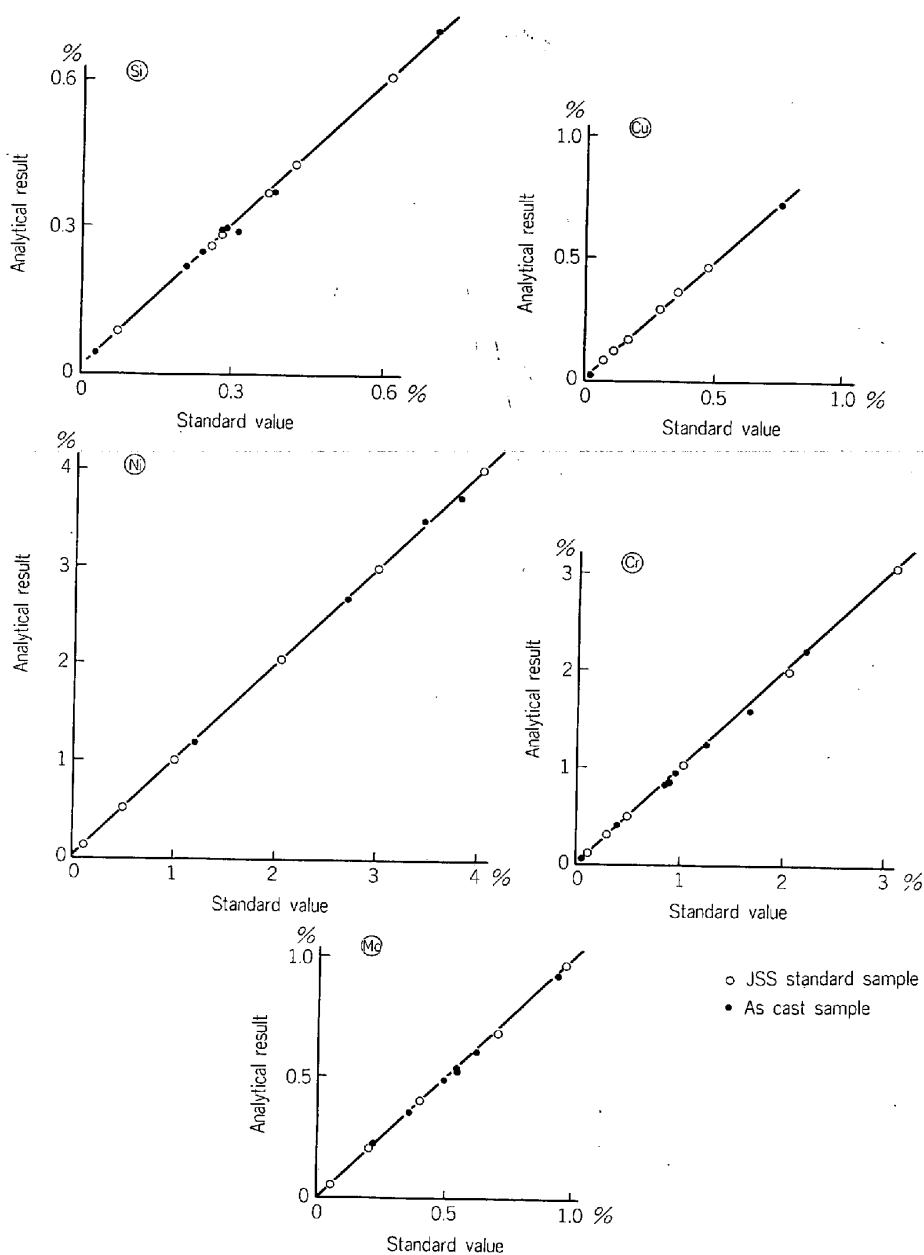 %
Si
0.6
0.3
0
Analytical result
0 0.3 0.6 %
Standard value
%
Cu
1.0
0.5
0
0 0.5 1.0 %
Standard value
%
Ni
4
3
2
1
0
Analytical result
0 1 2 3 4 %
Standard value
%
Cr
3
2
1
0
Analytical result
0 1 2 3 %
Standard value
%
Mo
1.0
0.5
0
Analytical result
0 0.5 1.0 %
Standard value
○ JSS standard sample
● As cast sample